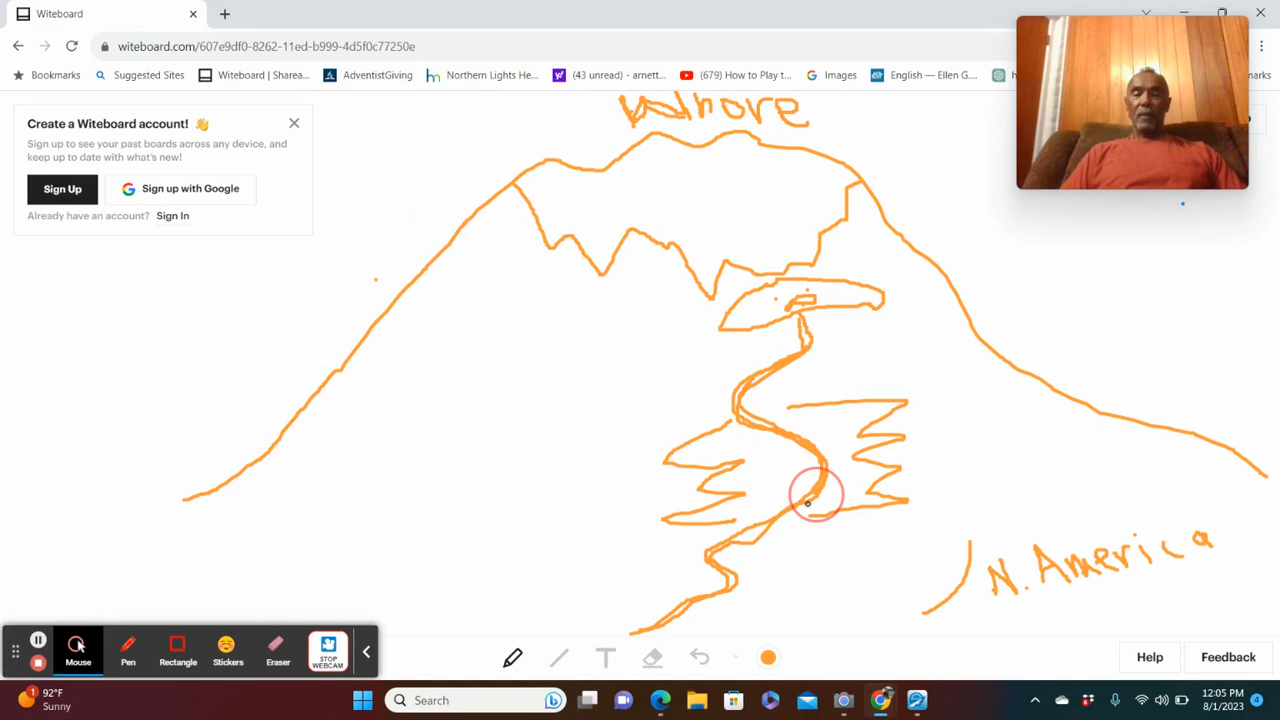 Witeboard
witeboard.com/607e9df0-8262-11ed-b999-4d5f0c77250e
Bookmarks
Suggested Sites
Witeboard | Sharea...
AdventistGiving
Northern Lights He...
(43 unread) - arnett...
(679) How to Play t...
Images
English — Ellen G....
Create a Witeboard account! 👋
Sign up to see your past boards across any device, and
keep up to date with what's new!
Sign Up
Sign up with Google
Already have an account? Sign In
Whore
N. America
Mouse
Pen
Rectangle
Stickers
Eraser
STOP
WEBCAM
Help
Feedback
1
92°F
Sunny
Search
12:05 PM
8/1/2023
4